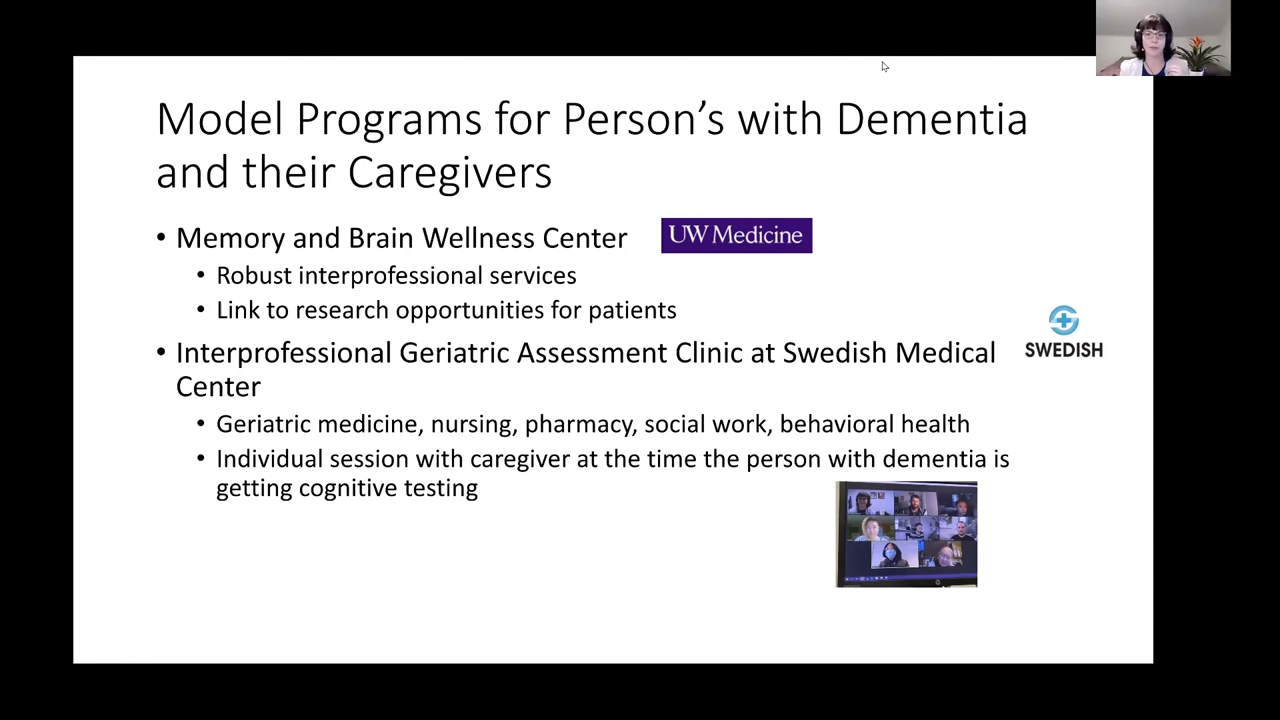 Model Programs for Person’s with Dementia
and their Caregivers
• Memory and Brain Wellness Center
UW Medicine
• Robust interprofessional services
• Link to research opportunities for patients
• Interprofessional Geriatric Assessment Clinic at Swedish Medical
Center
SWEDISH
• Geriatric medicine, nursing, pharmacy, social work, behavioral health
• Individual session with caregiver at the time the person with dementia is
getting cognitive testing